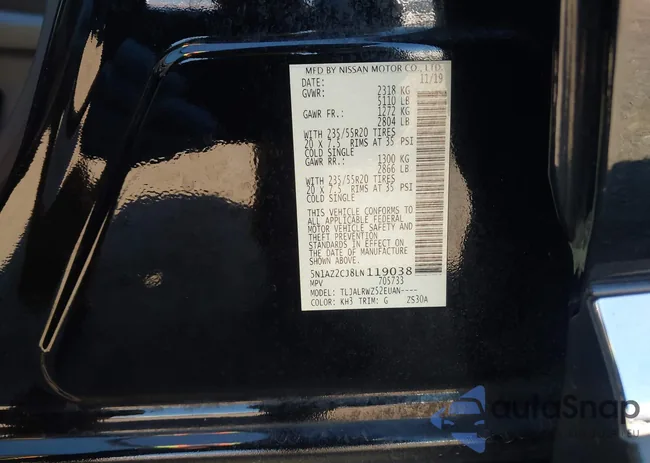 MFD BY NISSAN MOTOR CO., LTD.
DATE: 11/19
GVWR: 2318 KG
5110 LB
GAWR FR.: 1272 KG
2804 LB
WITH 235/55R20 TIRES
20 X 7.5 RIMS AT 35 PSI
COLD SINGLE
GAWR RR.: 1300 KG
2866 LB
WITH 235/55R20 TIRES
20 X 7.5 RIMS AT 35 PSI
COLD SINGLE
THIS VEHICLE CONFORMS TO
ALL APPLICABLE FEDERAL
MOTOR VEHICLE SAFETY AND
THEFT PREVENTION
STANDARDS IN EFFECT ON THE
DATE OF MANUFACTURE
5N1AZ2CJ8LN119038
MPV 705733
MODEL: TLJALRWZ52EUAN----
COLOR: KH3 TRIM: G 2S30A
autoSnap
.EU